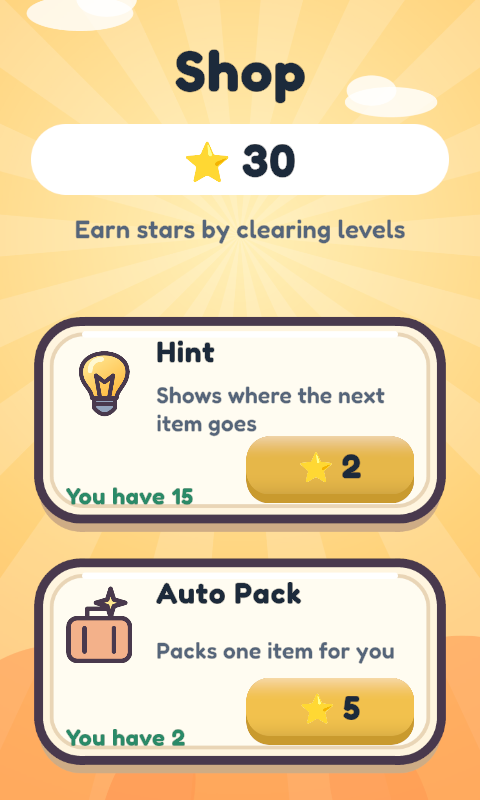 Shop
30
Earn stars by clearing levels
Hint
Shows where the next
item goes
2
You have 15
Auto Pack
Packs one item for you
5
You have 2